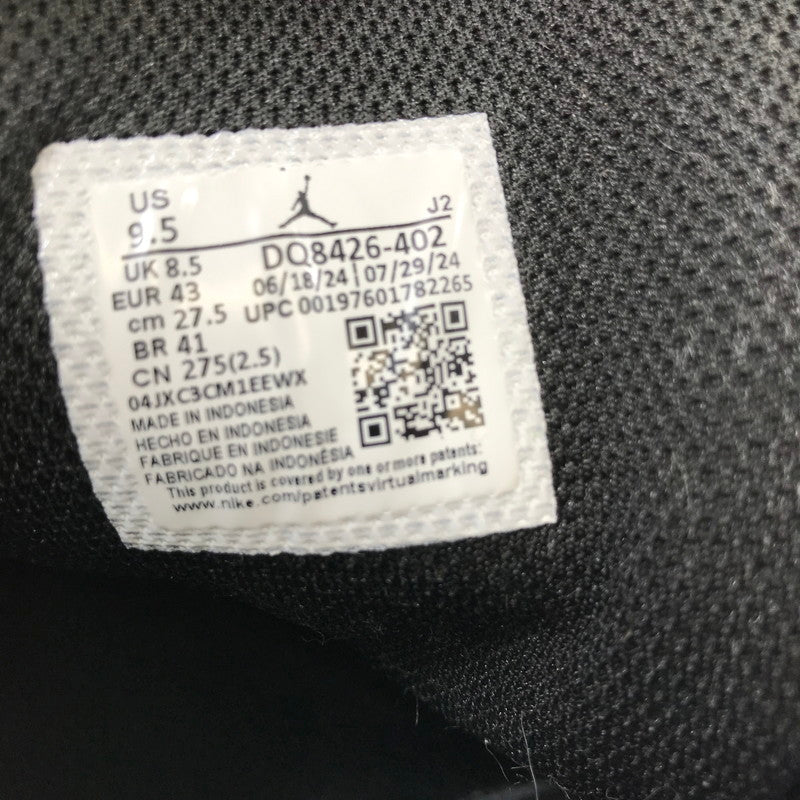 US
9.5
J2
UK 8.5
DQ8426-402
EUR 43
06/18/24 | 07/29/24
cm 27.5
UPC 00197601782265
BR 41
CN 275(2.5)
04JXC3CM1EEWX
MADE IN INDONESIA
HECHO EN INDONESIA
FABRIQUE EN INDONESIE
FABRICADO NA INDONÉSIA
This product is covered by one or more patents:
www.nike.com/patentsvirtualmarking